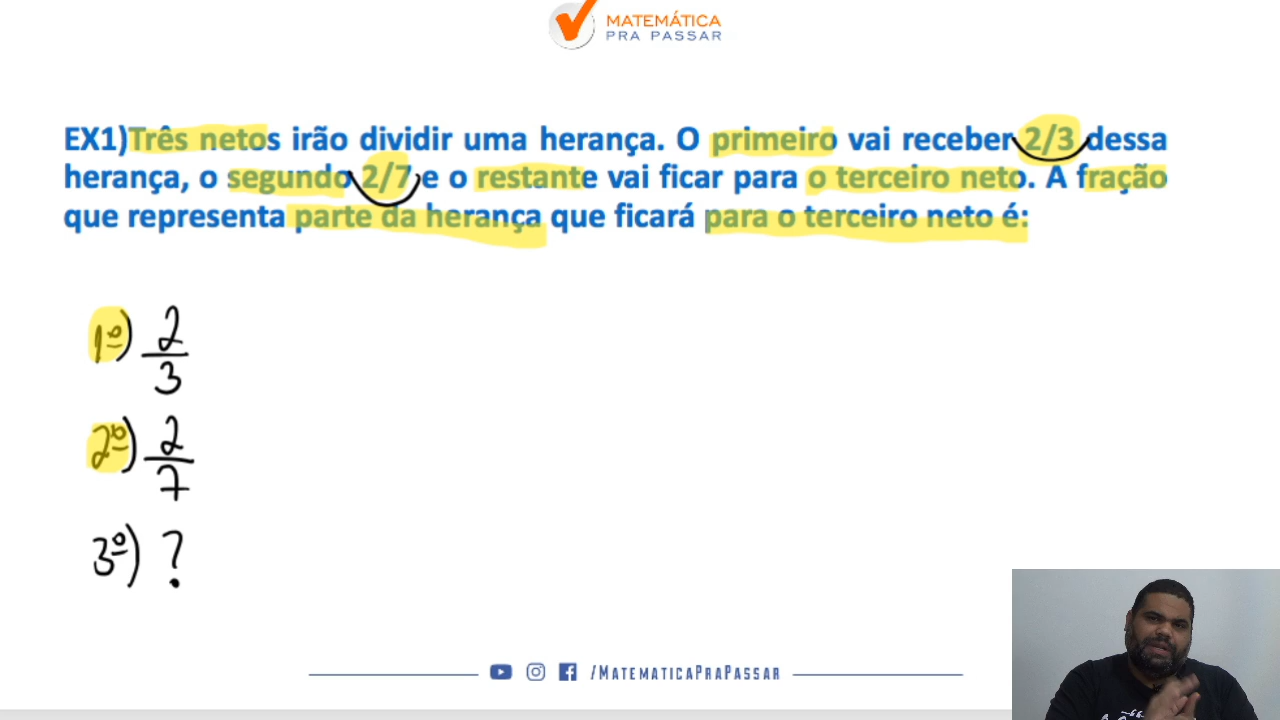 MATEMÁTICA
PRA PASSAR
EX1)Três netos irão dividir uma herança. O primeiro vai receber 2/3 dessa
herança, o segundo 2/7 e o restante vai ficar para o terceiro neto. A fração
que representa parte da herança que ficará para o terceiro neto é:
1º) 2/3
2º) 2/7
3º) ?
/MATEMATICAPRAPASSAR